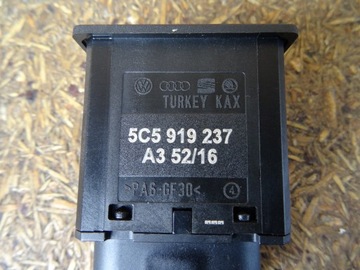 TURKEY KAX
5C5 919 237
A3 52/16
>PA6-GF30<
4